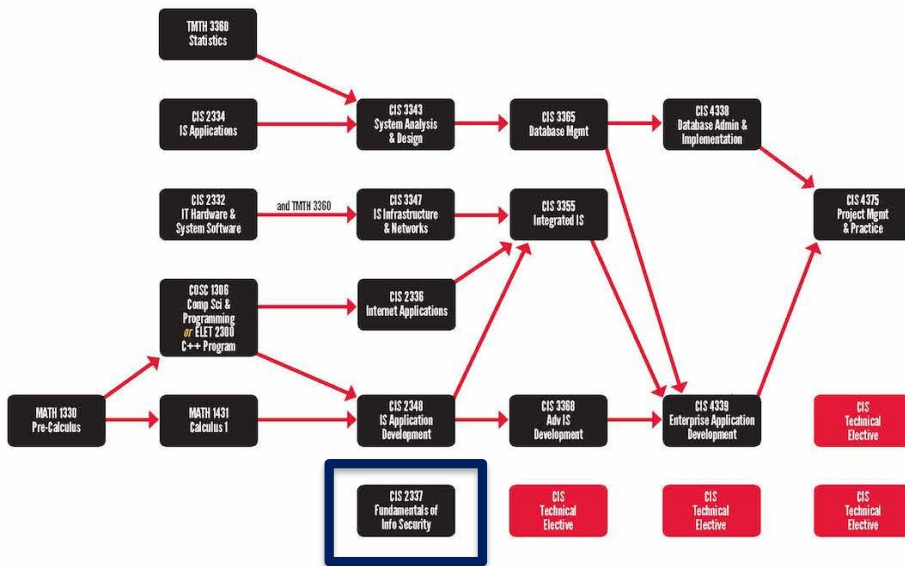 TMTH 3360
Statistics
CIS 2334
IS Applications
CIS 3343
System Analysis
& Design
CIS 3365
Database Mgmt
CIS 4338
Database Admin &
Implementation
CIS 2332
IT Hardware &
System Software
and TMTH 3360
CIS 3347
IS Infrastructure
& Networks
CIS 3355
Integrated IS
CIS 4375
Project Mgmt
& Practice
COSC 1306
Comp Sci &
Programming
or ELET 2300
C++ Program
CIS 2336
Internet Applications
MATH 1330
Pre-Calculus
MATH 1431
Calculus 1
CIS 2348
IS Application
Development
CIS 3368
Adv IS
Development
CIS 4339
Enterprise Application
Development
CIS
Technical
Elective
CIS 2337
Fundamentals of
Info Security
CIS
Technical
Elective
CIS
Technical
Elective
CIS
Technical
Elective